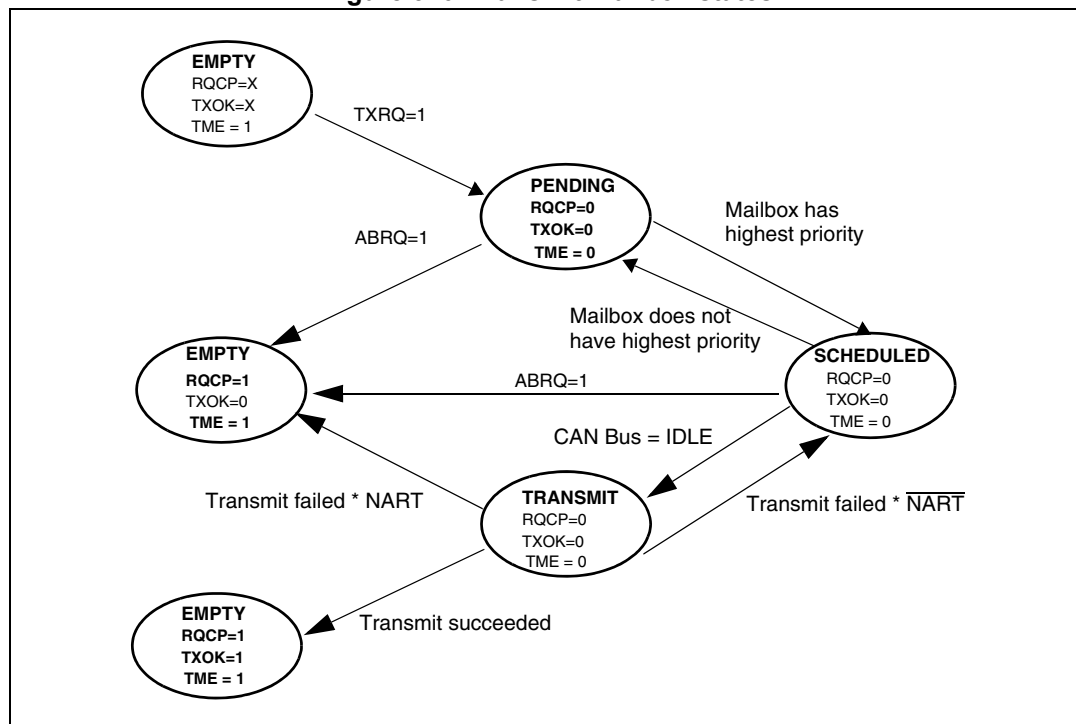 EMPTY
RQCP=X
TXOK=X
TME = 1
TXRQ=1
PENDING
RQCP=0
TXOK=0
TME = 0
Mailbox has
highest priority
ABRQ=1
Mailbox does not
have highest priority
EMPTY
RQCP=1
TXOK=0
TME = 1
SCHEDULED
RQCP=0
TXOK=0
TME = 0
ABRQ=1
CAN Bus = IDLE
Transmit failed * NART
TRANSMIT
RQCP=0
TXOK=0
TME = 0
Transmit failed * N̅A̅R̅T̅
EMPTY
RQCP=1
TXOK=1
TME = 1
Transmit succeeded